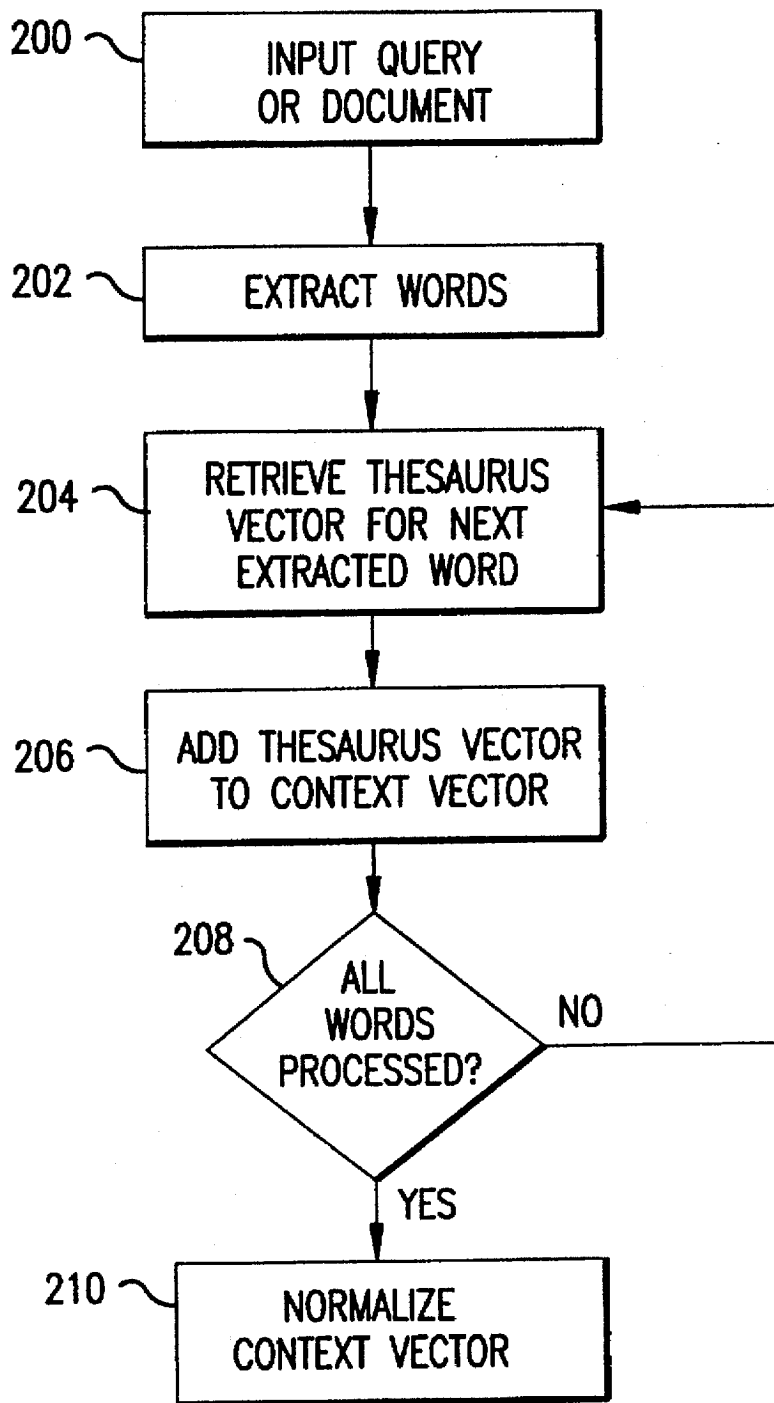 200
INPUT QUERY
OR DOCUMENT
202
EXTRACT WORDS
204
RETRIEVE THESAURUS
VECTOR FOR NEXT
EXTRACTED WORD
206
ADD THESAURUS VECTOR
TO CONTEXT VECTOR
208
ALL
WORDS
PROCESSED?
NO
YES
210
NORMALIZE
CONTEXT VECTOR